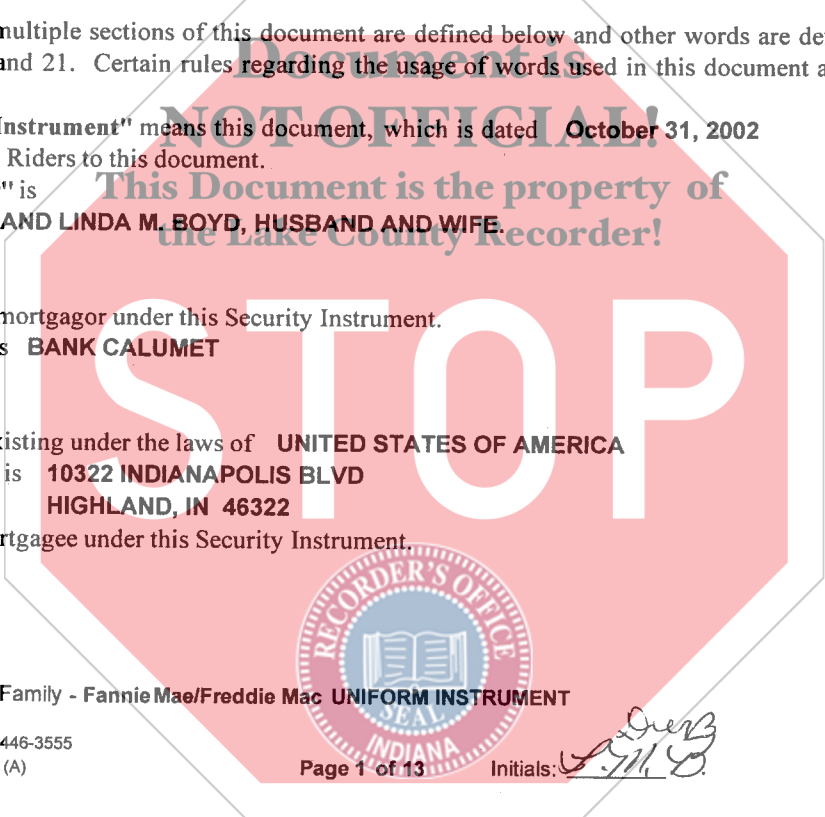 multiple sections of this document are defined below and other words are de
and 21. Certain rules regarding the usage of words used in this document a
Document is
NOT OFFICIAL!
Instrument" means this document, which is dated October 31, 2002
Riders to this document.
" is
This Document is the property of
AND LINDA M. BOYD, HUSBAND AND WIFE.
the Lake County Recorder!
mortgagor under this Security Instrument.
s BANK CALUMET
STOP
isting under the laws of UNITED STATES OF AMERICA
is 10322 INDIANAPOLIS BLVD
HIGHLAND, IN 46322
rtgagee under this Security Instrument.
RECORDER'S OFFICE
SEAL
INDIANA
Family - Fannie Mae/Freddie Mac UNIFORM INSTRUMENT
446-3555
(A)
Page 1 of 13 Initials: L.M.B.